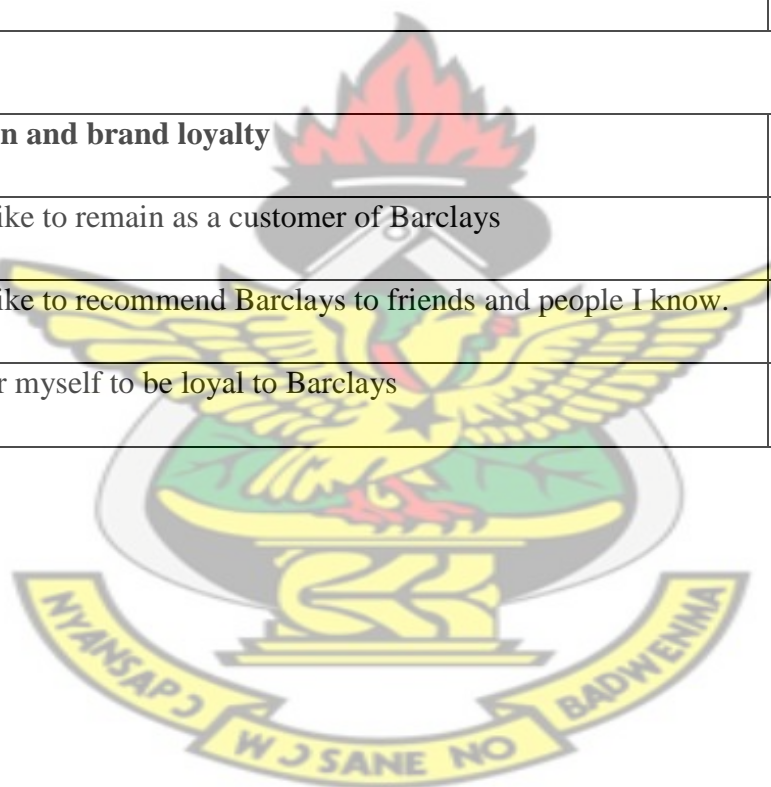 n and brand loyalty
ike to remain as a customer of Barclays
ike to recommend Barclays to friends and people I know.
r myself to be loyal to Barclays
NYANSAPƆ
WƆSANE NO
BADWENMA